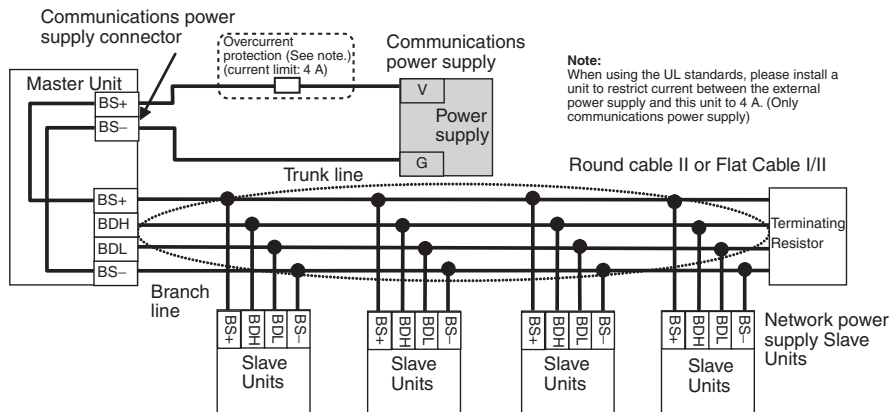 Communications power
supply connector
Overcurrent
protection (See note.)
(current limit: 4 A)
Communications
power supply
Note:
When using the UL standards, please install a
unit to restrict current between the external
power supply and this unit to 4 A. (Only
communications power supply)
Master Unit
BS+
BS−
V
Power
supply
G
Trunk line
Round cable II or Flat Cable I/II
BS+
BDH
BDL
BS−
Terminating
Resistor
Branch
line
BS+
BDH
BDL
BS−
Slave
Units
BS+
BDH
BDL
BS−
Slave
Units
BS+
BDH
BDL
BS−
Slave
Units
BS+
BDH
BDL
BS−
Slave
Units
Network power
supply Slave
Units